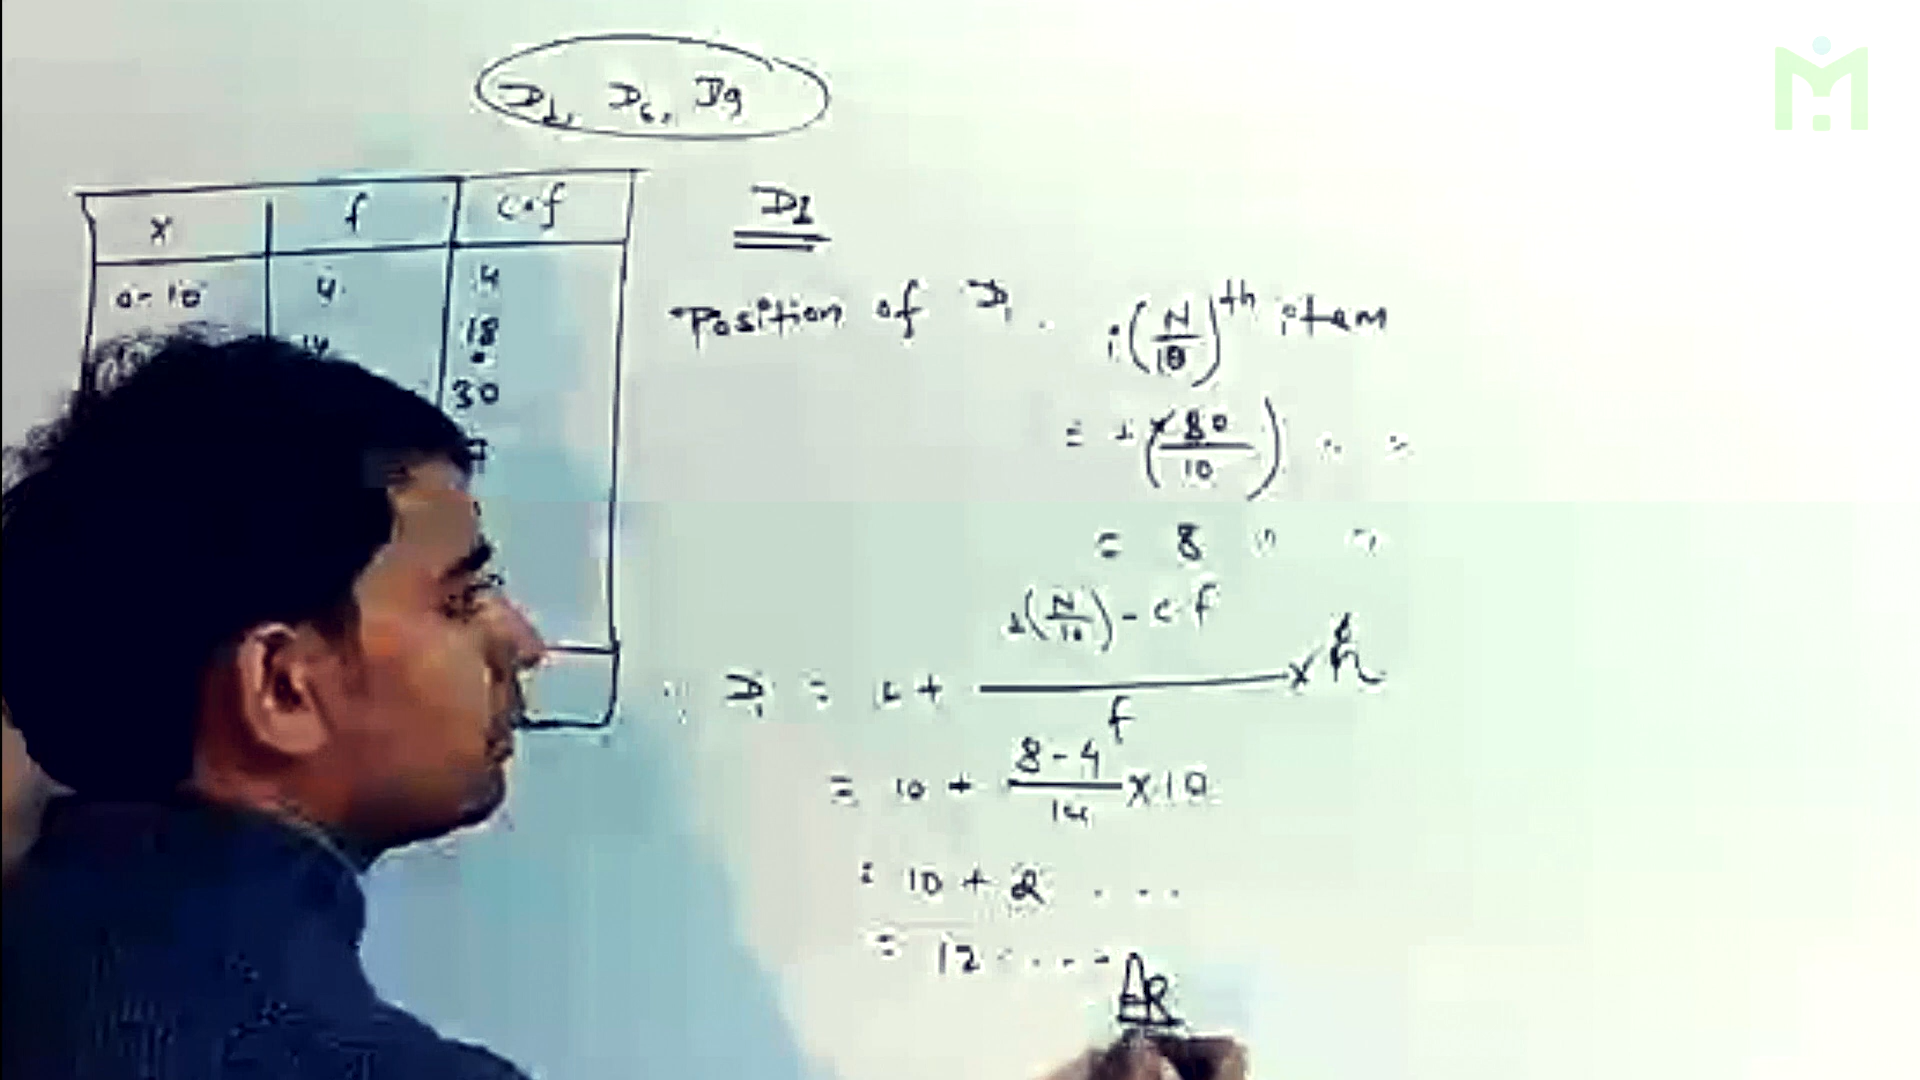 D1, D6, D9
x f c.f
0-10 4 4
14 18
30
D1
Position of D1. i(N/10)th item
= 1(×80/10) " "
= 8 " "
∴ D1 = L + 1(N/10) - c.f / f × h
= 10 + 8-4/14 × 10
= 10 + 2 . . .
= 12 . . . .